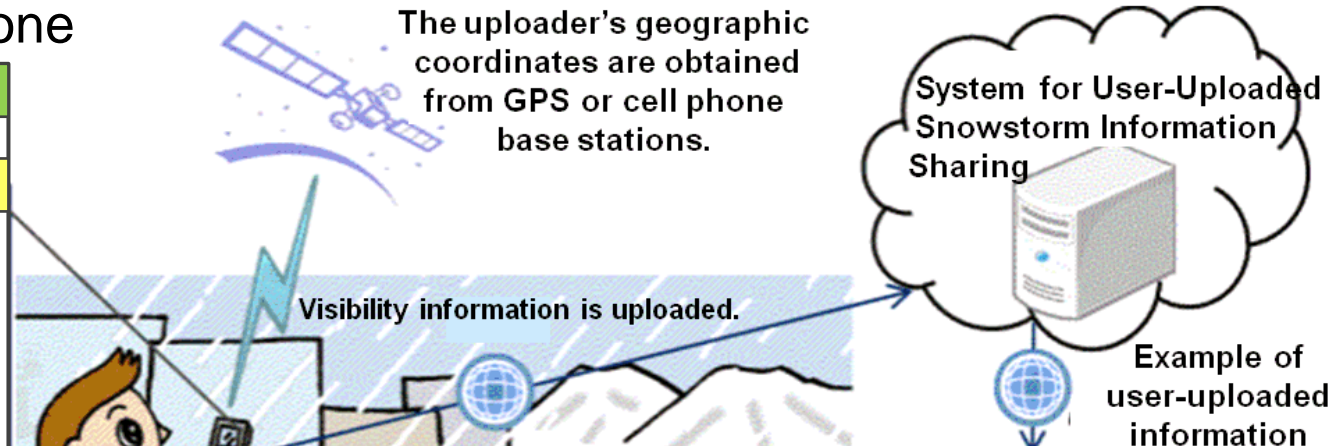 one
The uploader's geographic
coordinates are obtained
from GPS or cell phone
base stations.
System for User-Uploaded
Snowstorm Information
Sharing
Visibility information is uploaded.
Example of
user-uploaded
information